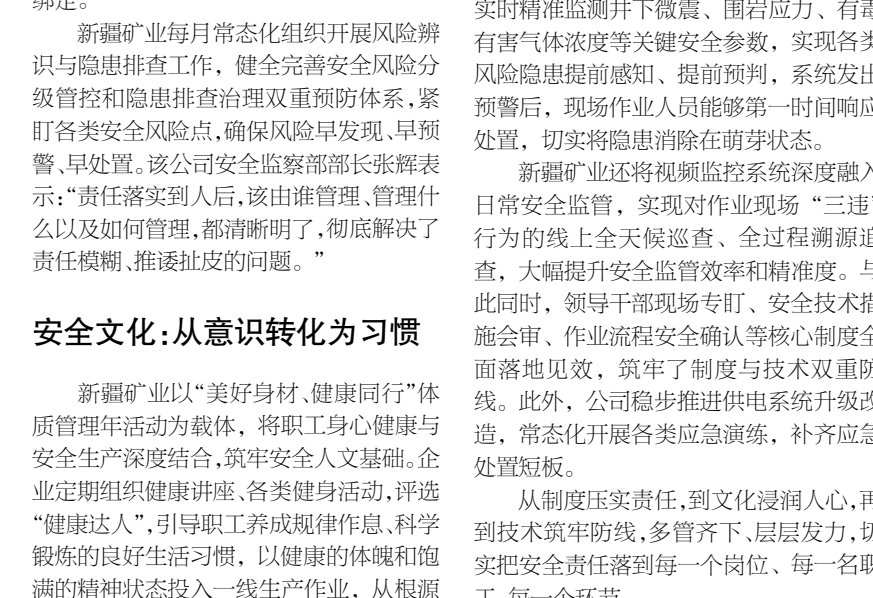 绑定。
新疆矿业每月常态化组织开展风险辨
识与隐患排查工作，健全完善安全风险分
级管控和隐患排查治理双重预防体系,紧
盯各类安全风险点,确保风险早发现、早预
警、早处置。该公司安全监察部部长张辉表
示:“责任落实到人后,该由谁管理、管理什
么以及如何管理,都清晰明了,彻底解决了
责任模糊、推诿扯皮的问题。”
安全文化:从意识转化为习惯
新疆矿业以“美好身材、健康同行”体
质管理年活动为载体，将职工身心健康与
安全生产深度结合,筑牢安全人文基础。企
业定期组织健康讲座、各类健身活动,评选
“健康达人”,引导职工养成规律作息、科学
锻炼的良好生活习惯，以健康的体魄和饱
满的精神状态投入一线生产作业，从根源
实时精准监测井下微震、围岩应力、有毒
有害气体浓度等关键安全参数，实现各类
风险隐患提前感知、提前预判，系统发出
预警后，现场作业人员能够第一时间响应
处置，切实将隐患消除在萌芽状态。
新疆矿业还将视频监控系统深度融入
日常安全监管，实现对作业现场“三违”
行为的线上全天候巡查、全过程溯源追
查，大幅提升安全监管效率和精准度。与
此同时，领导干部现场专盯、安全技术措
施会审、作业流程安全确认等核心制度全
面落地见效，筑牢了制度与技术双重防
线。此外，公司稳步推进供电系统升级改
造，常态化开展各类应急演练，补齐应急
处置短板。
从制度压实责任,到文化浸润人心,再
到技术筑牢防线,多管齐下、层层发力,切
实把安全责任落到每一个岗位、每一名职
工、每一个环节